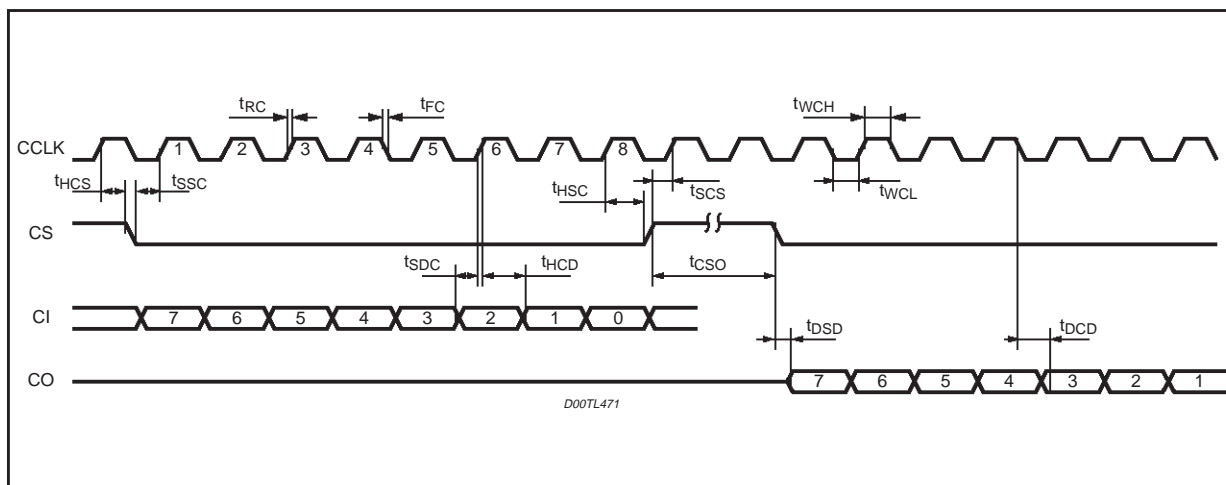 tRC
tFC
tWCH
CCLK
1 2 3 4 5 6 7 8
tHCS
tSSC
tHSC
tSCS
tWCL
CS
tSDC
tHCD
tCSO
CI
7 6 5 4 3 2 1 0
tDSD
tDCD
CO
7 6 5 4 3 2 1
D00TL471